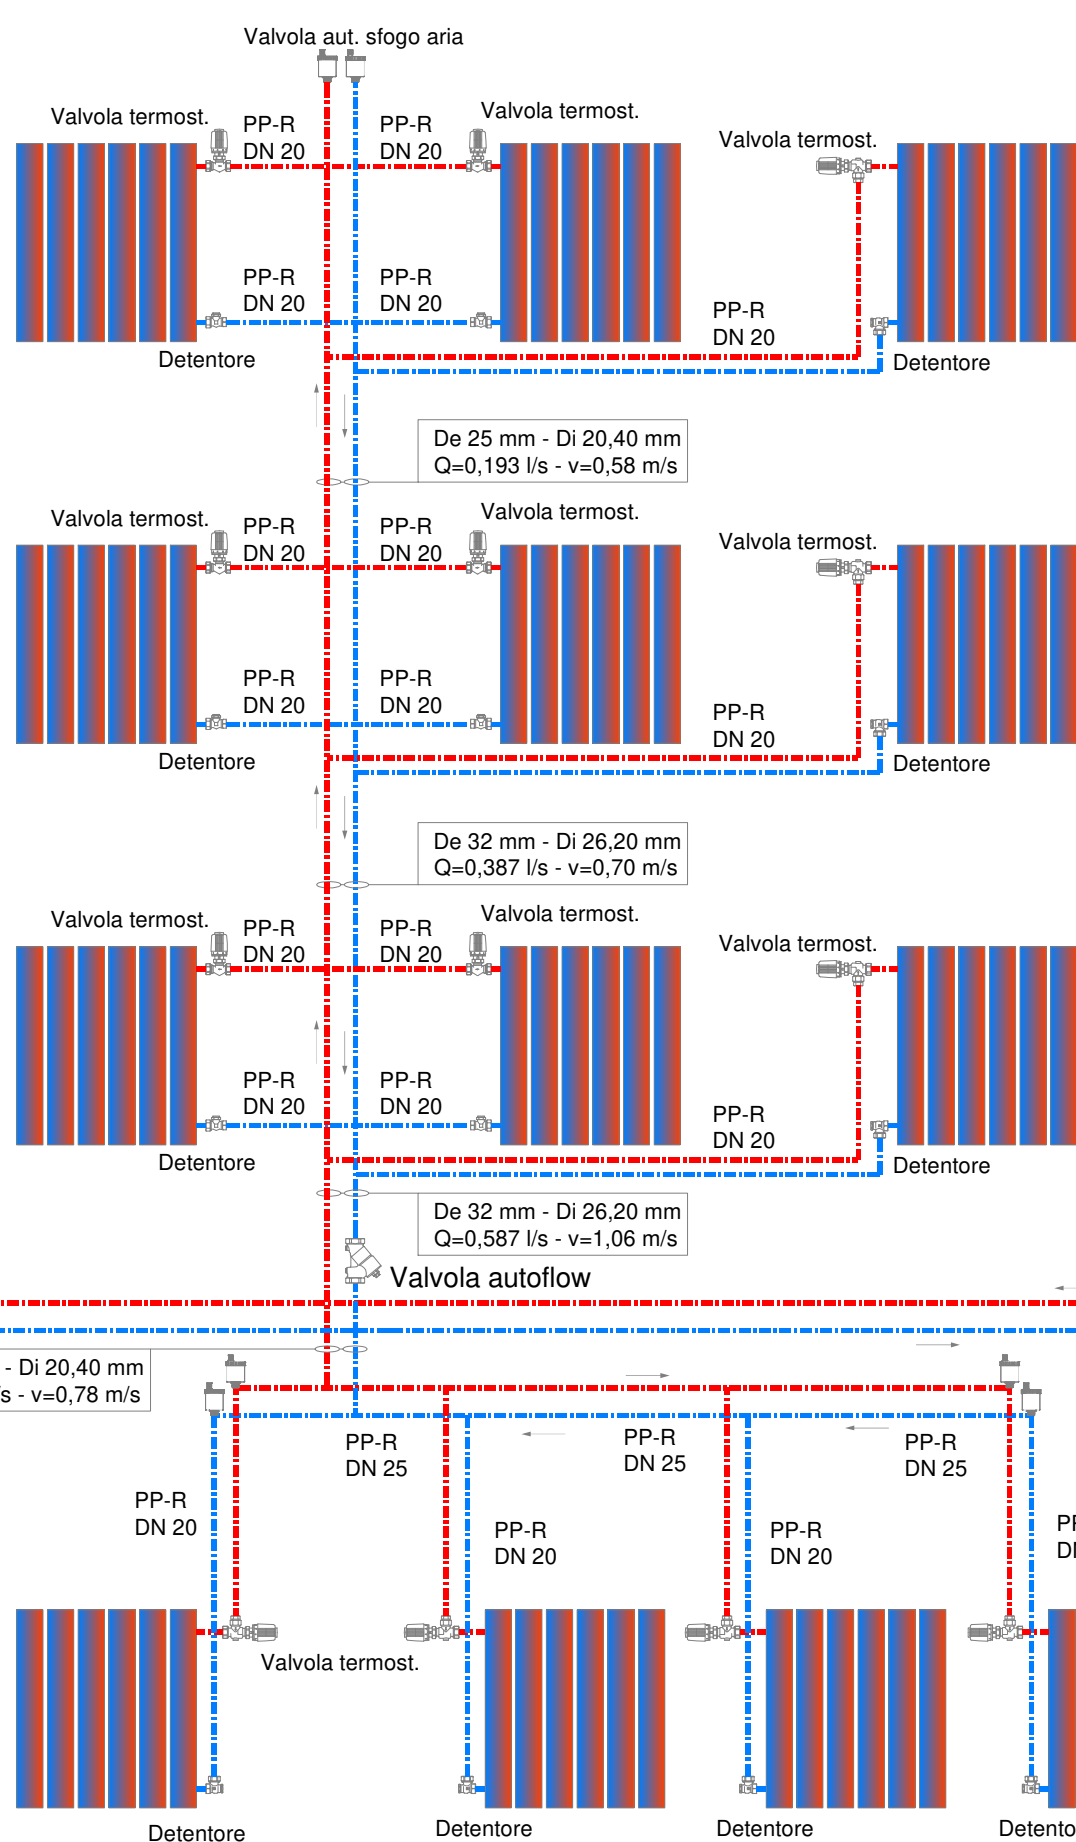 Valvola aut. sfogo aria
Valvola termost.
PP-R
DN 20
PP-R
DN 20
Valvola termost.
Valvola termost.
PP-R
DN 20
PP-R
DN 20
PP-R
DN 20
Detentore
Detentore
De 25 mm - Di 20,40 mm
Q=0,193 l/s - v=0,58 m/s
Valvola termost.
PP-R
DN 20
PP-R
DN 20
Valvola termost.
Valvola termost.
PP-R
DN 20
PP-R
DN 20
PP-R
DN 20
Detentore
Detentore
De 32 mm - Di 26,20 mm
Q=0,387 l/s - v=0,70 m/s
Valvola termost.
PP-R
DN 20
PP-R
DN 20
Valvola termost.
Valvola termost.
PP-R
DN 20
PP-R
DN 20
PP-R
DN 20
Detentore
Detentore
De 32 mm - Di 26,20 mm
Q=0,587 l/s - v=1,06 m/s
Valvola autoflow
- Di 20,40 mm
/s - v=0,78 m/s
PP-R
DN 25
PP-R
DN 25
PP-R
DN 25
PP-R
DN 20
PP-R
DN 20
PP-R
DN 20
Valvola termost.
Detentore
Detentore
Detentore
Detento